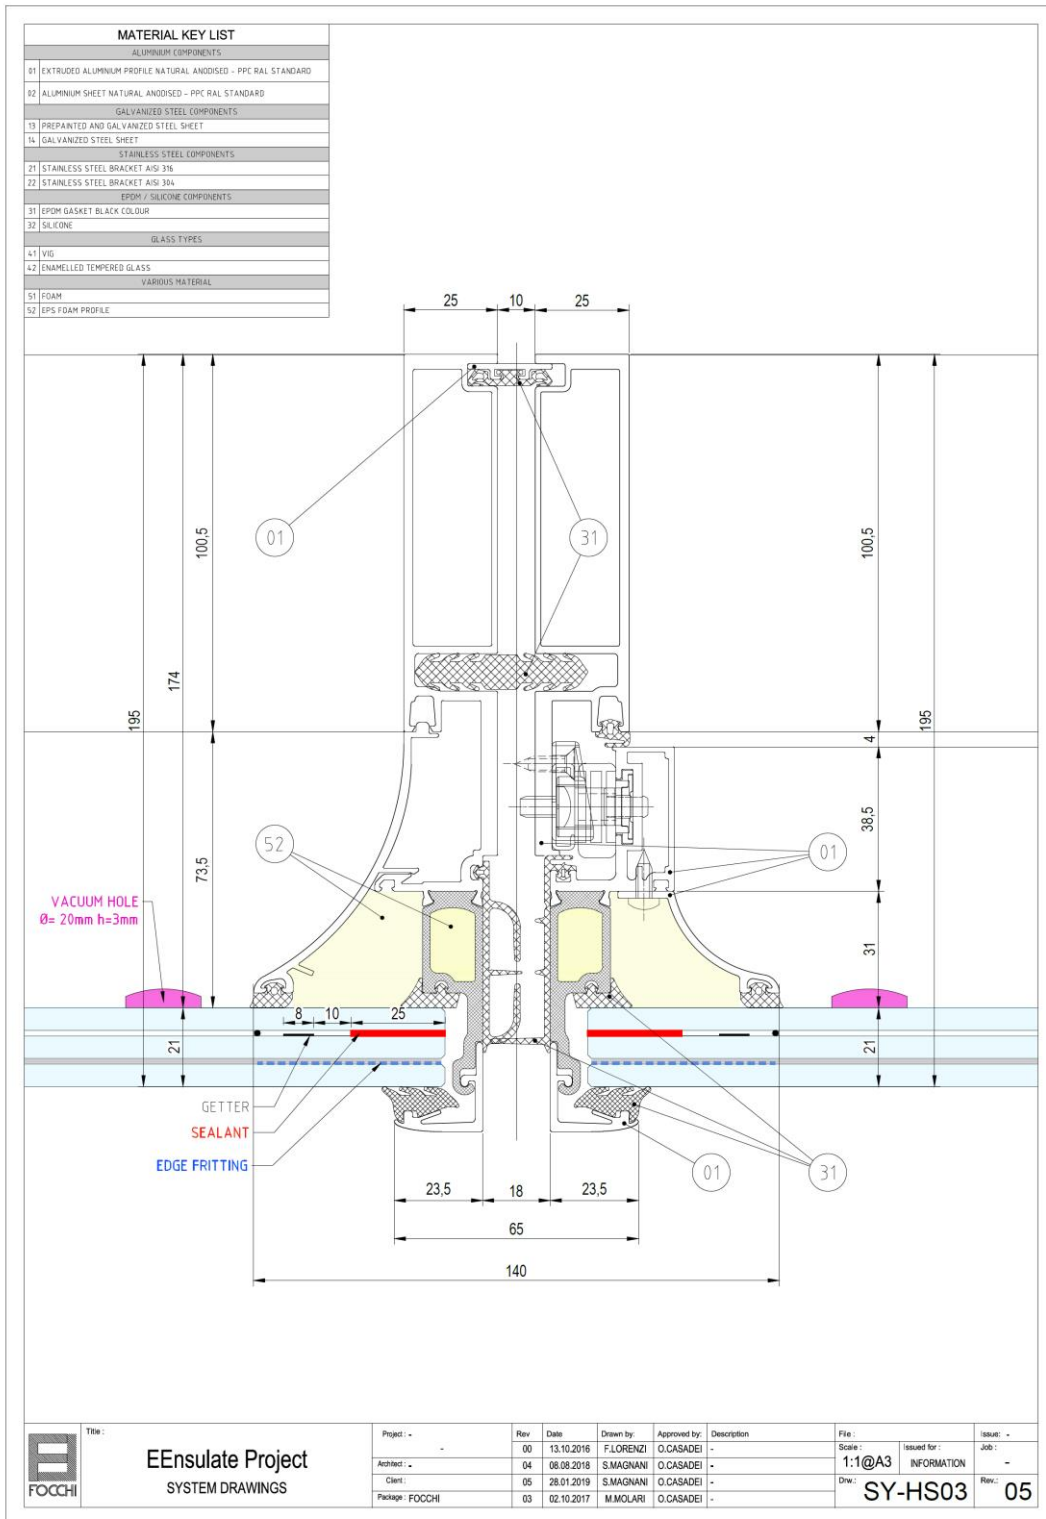 MATERIAL KEY LIST
ALUMINIUM COMPONENTS
01 EXTRUDED ALUMINIUM PROFILE NATURAL ANODISED - PPC RAL STANDARD
02 ALUMINIUM SHEET NATURAL ANODISED - PPC RAL STANDARD
GALVANIZED STEEL COMPONENTS
13 PREPAINTED AND GALVANIZED STEEL SHEET
14 GALVANIZED STEEL SHEET
STAINLESS STEEL COMPONENTS
21 STAINLESS STEEL BRACKET AISI 316
22 STAINLESS STEEL BRACKET AISI 304
EPDM / SILICONE COMPONENTS
31 EPDM GASKET BLACK COLOUR
32 SILICONE
GLASS TYPES
41 VIG
42 ENAMELLED TEMPERED GLASS
VARIOUS MATERIAL
51 FOAM
52 EPS FOAM PROFILE
25 10 25
01
31
100,5
100,5
174
195
195
4
38,5
73,5
52
01
VACUUM HOLE
Ø= 20mm h=3mm
31
8 10 25
21
21
GETTER
SEALANT
EDGE FRITTING
01
31
23,5 18 23,5
65
140
FOCCHI
Title :
EEnsulate Project
SYSTEM DRAWINGS
Project : -
-
Architect : -
Client :
Package : FOCCHI
Rev Date Drawn by: Approved by: Description
00 13.10.2016 F.LORENZI O.CASADEI -
04 08.08.2018 S.MAGNANI O.CASADEI -
05 28.01.2019 S.MAGNANI O.CASADEI -
03 02.10.2017 M.MOLARI O.CASADEI -
File :
Issue: -
Scale :
1:1@A3
Issued for :
INFORMATION
Job :
-
Drw.:
SY-HS03
Rev.:
05